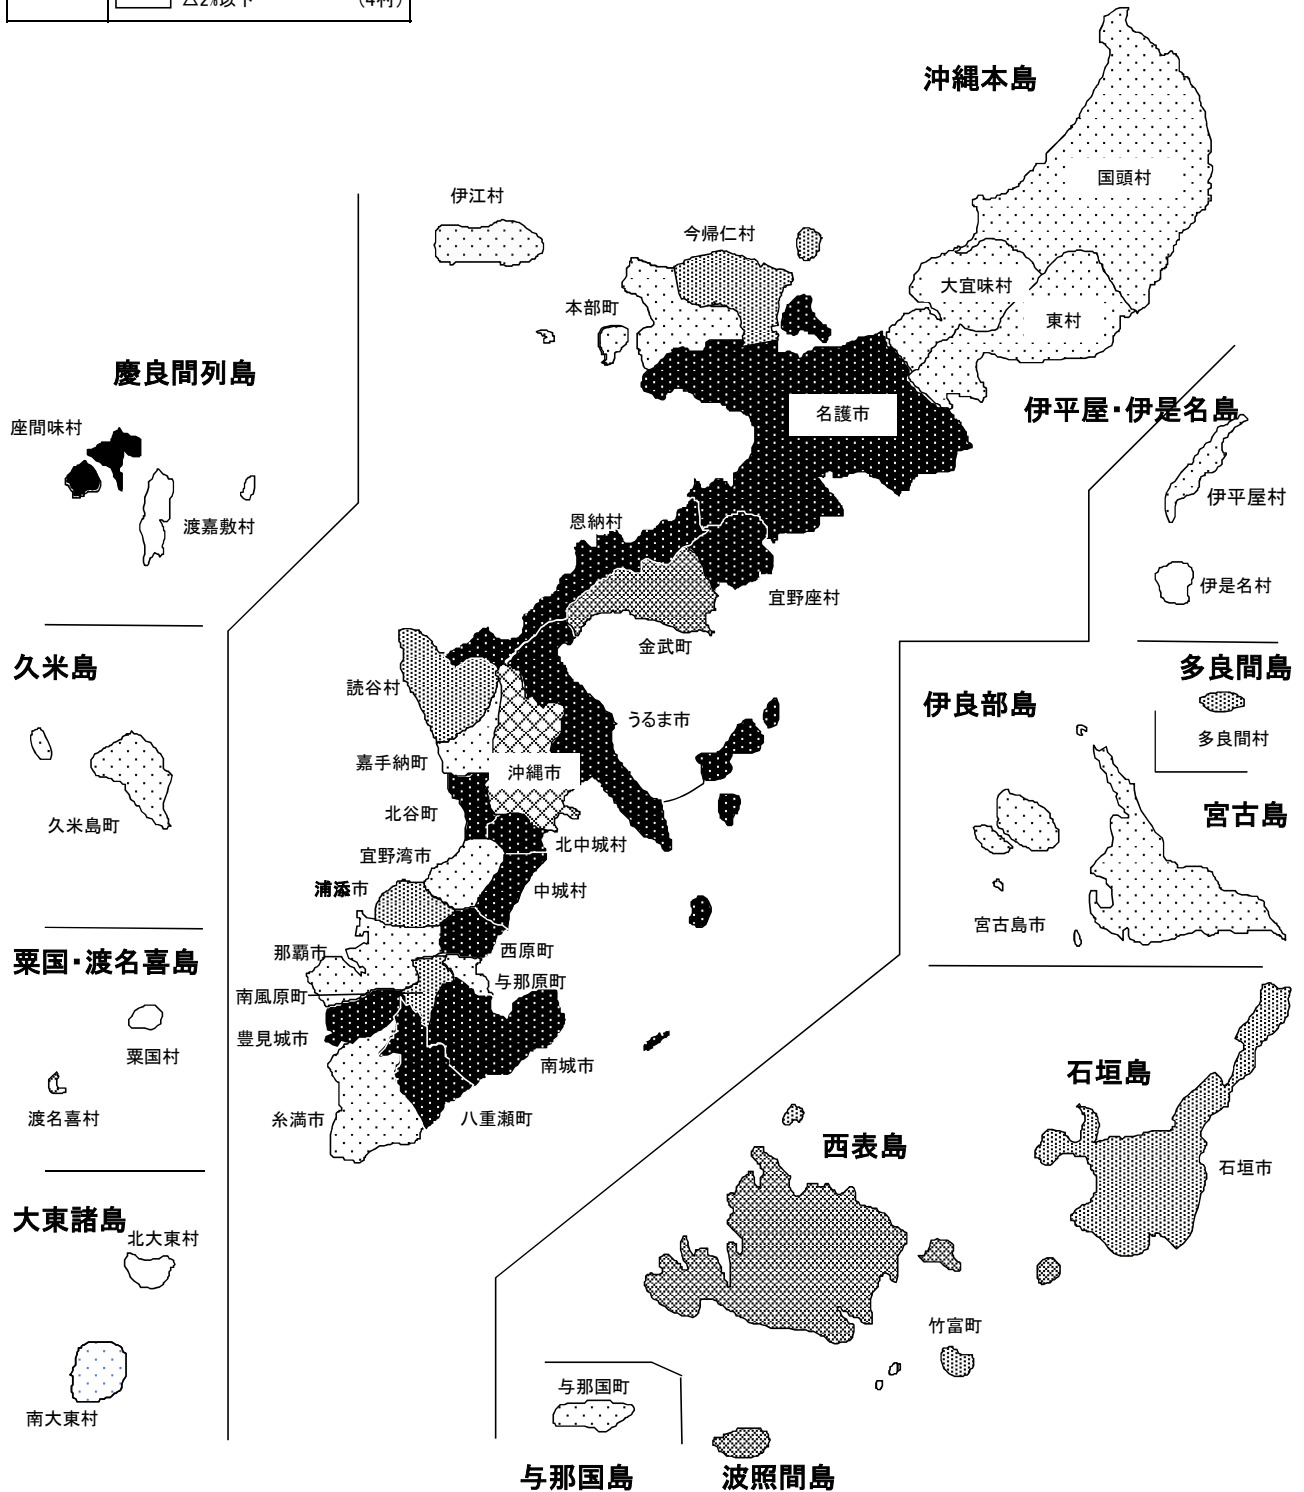 △2%以下 (4村)
沖縄本島
国頭村
伊江村
今帰仁村
大宜味村
本部町
東村
慶良間列島
伊平屋・伊是名島
名護市
座間味村
伊平屋村
恩納村
渡嘉敷村
伊是名村
宜野座村
金武町
久米島
多良間島
読谷村
伊良部島
うるま市
多良間村
嘉手納町
沖縄市
宮古島
北谷町
久米島町
北中城村
宜野湾市
浦添市
中城村
宮古島市
那覇市
西原町
粟国・渡名喜島
与那原町
南風原町
豊見城市
粟国村
南城市
石垣島
渡名喜村
糸満市
八重瀬町
西表島
石垣市
大東諸島
北大東村
竹富町
与那国町
南大東村
与那国島
波照間島